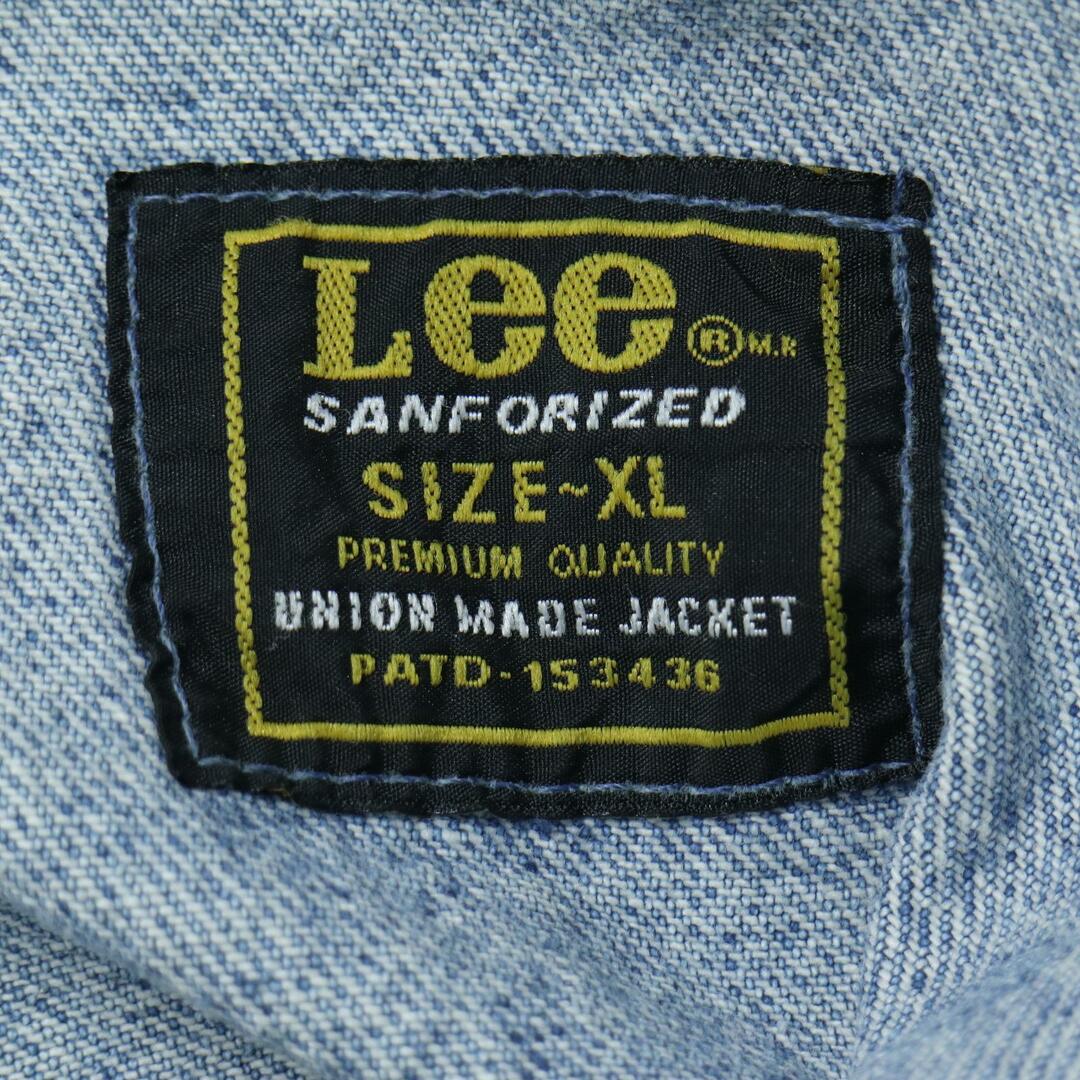 Lee ® M.R
SANFORIZED
SIZE~XL
PREMIUM QUALITY
UNION MADE JACKET
PATD-153436